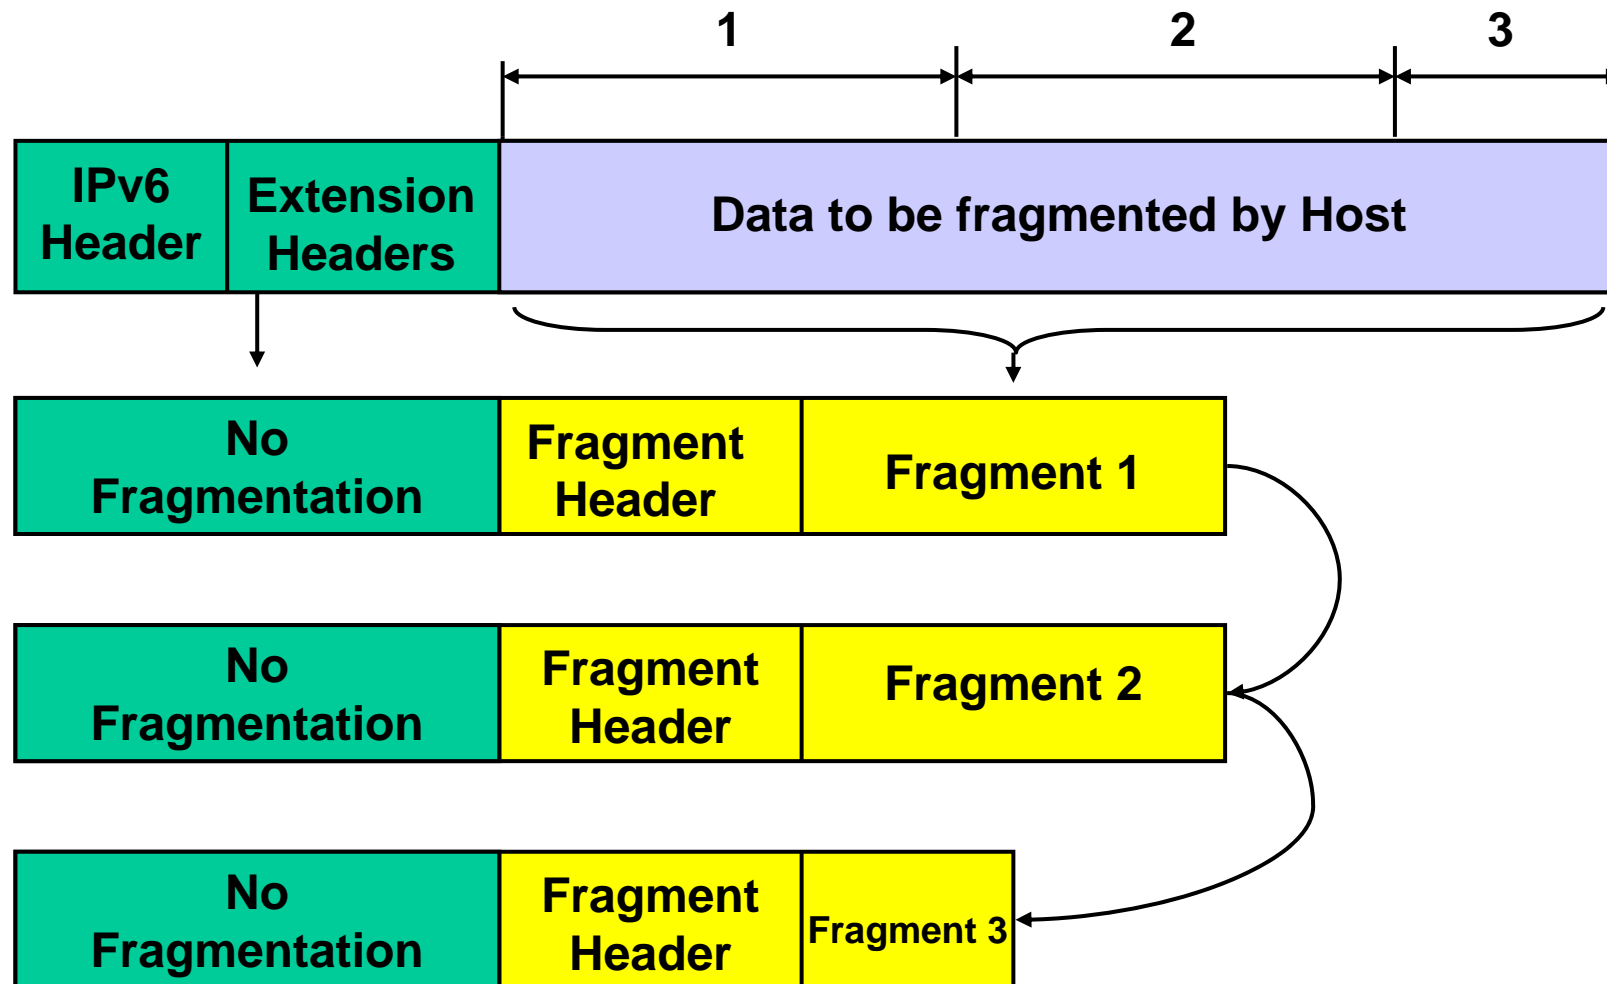 1 2 3
IPv6
Header
Extension
Headers
Data to be fragmented by Host
No
Fragmentation
Fragment
Header
Fragment 1
No
Fragmentation
Fragment
Header
Fragment 2
No
Fragmentation
Fragment
Header
Fragment 3